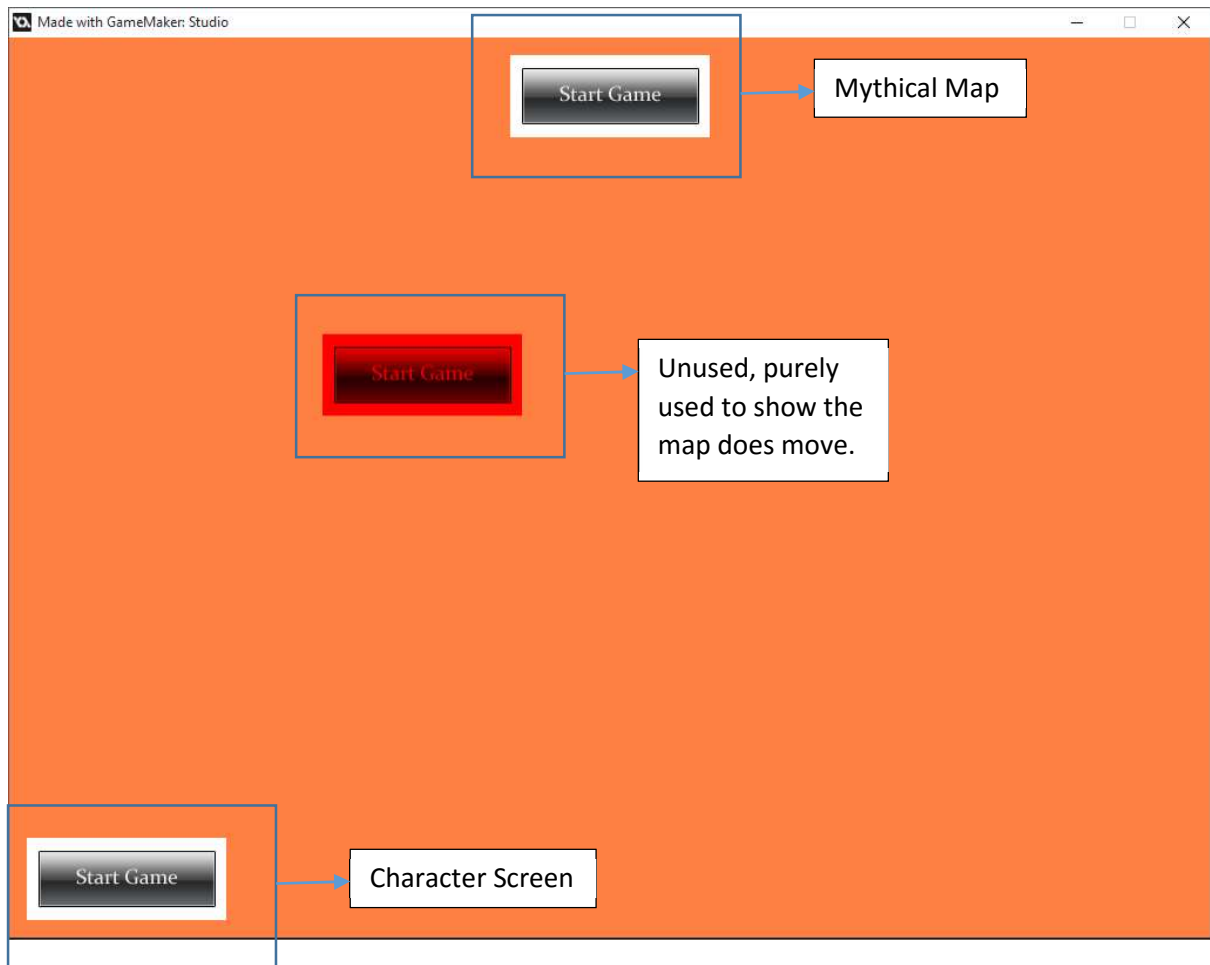 Made with GameMaker: Studio
Start Game
Mythical Map
Start Game
Unused, purely
used to show the
map does move.
Start Game
Character Screen